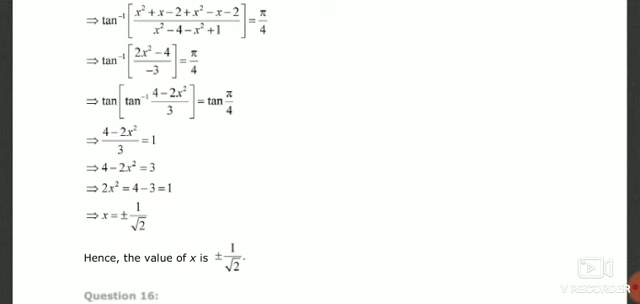 ⇒ tan⁻¹[(x² + x − 2 + x² − x − 2)/(x² − 4 − x² + 1)] = π/4
⇒ tan⁻¹[(2x² − 4)/−3] = π/4
⇒ tan[tan⁻¹ (4 − 2x²)/3] = tan π/4
⇒ (4 − 2x²)/3 = 1
⇒ 4 − 2x² = 3
⇒ 2x² = 4 − 3 = 1
⇒ x = ± 1/√2
Hence, the value of x is ± 1/√2.
Question 16:
V RECORDER